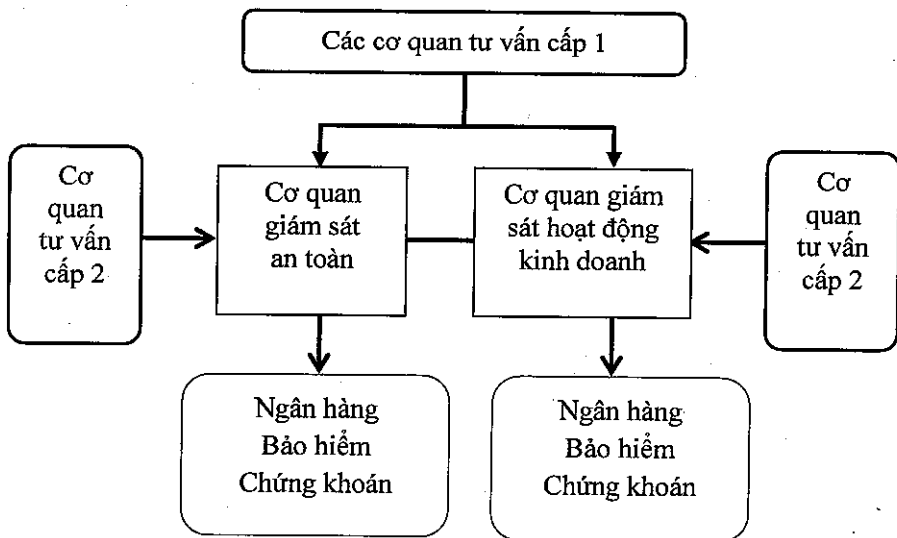 Các cơ quan tư vấn cấp 1
Cơ
quan
tư vấn
cấp 2
Cơ quan
giám sát
an toàn
Cơ quan giám
sát hoạt động
kinh doanh
Cơ
quan
tư vấn
cấp 2
Ngân hàng
Bảo hiểm
Chứng khoán
Ngân hàng
Bảo hiểm
Chứng khoán